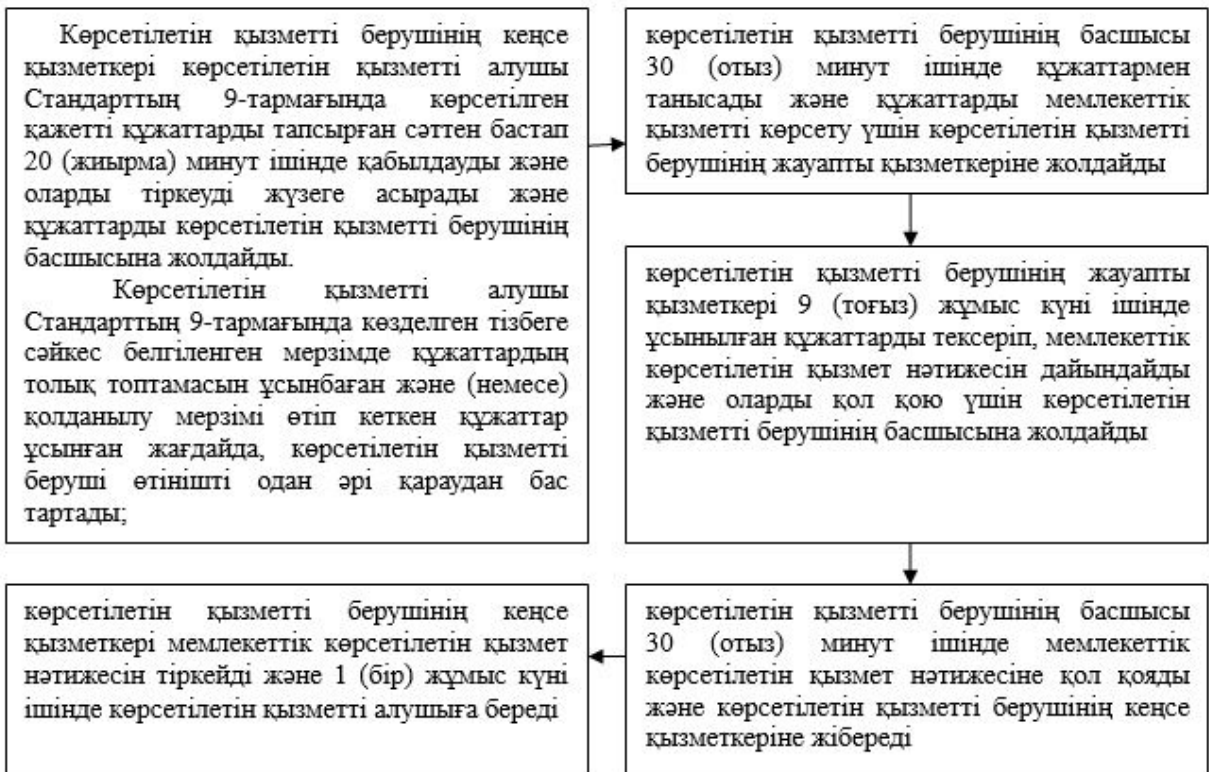 Көрсетілетін қызметті берушінің кеңсе
қызметкері көрсетілетін қызметті алушы
Стандарттың 9-тармағында көрсетілген
қажетті құжаттарды тапсырған сәттен бастап
20 (жиырма) минут ішінде қабылдауды және
оларды тіркеуді жүзеге асырады және
құжаттарды көрсетілетін қызметті берушінің
басшысына жолдайды.
Көрсетілетін қызметті алушы
Стандарттың 9-тармағында көзделген тізбеге
сәйкес белгіленген мерзімде құжаттардың
толық топтамасын ұсынбаған және (немесе)
қолданылу мерзімі өтіп кеткен құжаттар
ұсынған жағдайда, көрсетілетін қызметті
беруші өтінішті одан әрі қараудан бас
тартады;
көрсетілетін қызметті берушінің басшысы
30 (отыз) минут ішінде құжаттармен
танысады және құжаттарды мемлекеттік
қызметті көрсету үшін көрсетілетін қызметті
берушінің жауапты қызметкеріне жолдайды
көрсетілетін қызметті берушінің жауапты
қызметкері 9 (тоғыз) жұмыс күні ішінде
ұсынылған құжаттарды тексеріп, мемлекеттік
көрсетілетін қызмет нәтижесін дайындайды
және оларды қол қою үшін көрсетілетін
қызметті берушінің басшысына жолдайды
көрсетілетін қызметті берушінің басшысы
30 (отыз) минут ішінде мемлекеттік
көрсетілетін қызмет нәтижесіне қол қояды
және көрсетілетін қызметті берушінің кеңсе
қызметкеріне жібереді
көрсетілетін қызметті берушінің кеңсе
қызметкері мемлекеттік көрсетілетін қызмет
нәтижесін тіркейді және 1 (бір) жұмыс күні
ішінде көрсетілетін қызметті алушыға береді